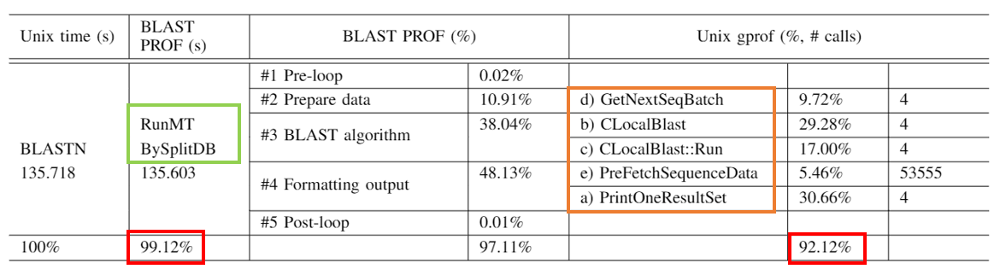 Unix time (s) BLAST PROF (s) BLAST PROF (%) Unix gprof (%, # calls)
#1 Pre-loop 0.02%
#2 Prepare data 10.91% d) GetNextSeqBatch 9.72% 4
RunMT #3 BLAST algorithm 38.04% b) CLocalBlast 29.28% 4
BLASTN BySplitDB c) CLocalBlast::Run 17.00% 4
135.718 135.603 #4 Formatting output 48.13% e) PreFetchSequenceData 5.46% 53555
a) PrintOneResultSet 30.66% 4
#5 Post-loop 0.01%
100% 99.12% 97.11% 92.12%